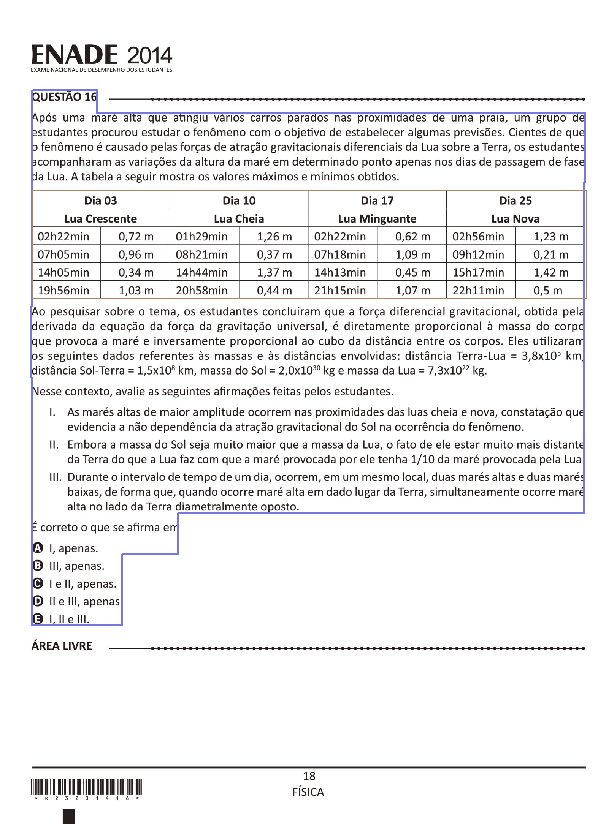 ENADE 2014
EXAME NACIONAL DE DESEMPENHO DOS ESTUDANTES
QUESTÃO 16
Após uma maré alta que atingiu vários carros parados nas proximidades de uma praia, um grupo de
estudantes procurou estudar o fenômeno com o objetivo de estabelecer algumas previsões. Cientes de que
o fenômeno é causado pelas forças de atração gravitacionais diferenciais da Lua sobre a Terra, os estudantes
acompanharam as variações da altura da maré em determinado ponto apenas nos dias de passagem de fase
da Lua. A tabela a seguir mostra os valores máximos e mínimos obtidos.
Dia 03 Dia 10 Dia 17 Dia 25
Lua Crescente Lua Cheia Lua Minguante Lua Nova
02h22min 0,72 m 01h29min 1,26 m 02h22min 0,62 m 02h56min 1,23 m
07h05min 0,96 m 08h21min 0,37 m 07h18min 1,09 m 09h12min 0,21 m
14h05min 0,34 m 14h44min 1,37 m 14h13min 0,45 m 15h17min 1,42 m
19h56min 1,03 m 20h58min 0,44 m 21h15min 1,07 m 22h11min 0,5 m
Ao pesquisar sobre o tema, os estudantes concluíram que a força diferencial gravitacional, obtida pela
derivada da equação da força da gravitação universal, é diretamente proporcional à massa do corpo
que provoca a maré e inversamente proporcional ao cubo da distância entre os corpos. Eles utilizaram
os seguintes dados referentes às massas e às distâncias envolvidas: distância Terra-Lua = 3,8x10⁵ km,
distância Sol-Terra = 1,5x10⁸ km, massa do Sol = 2,0x10³⁰ kg e massa da Lua = 7,3x10²² kg.
Nesse contexto, avalie as seguintes afirmações feitas pelos estudantes.
I. As marés altas de maior amplitude ocorrem nas proximidades das luas cheia e nova, constatação que
evidencia a não dependência da atração gravitacional do Sol na ocorrência do fenômeno.
II. Embora a massa do Sol seja muito maior que a massa da Lua, o fato de ele estar muito mais distante
da Terra do que a Lua faz com que a maré provocada por ele tenha 1/10 da maré provocada pela Lua.
III. Durante o intervalo de tempo de um dia, ocorrem, em um mesmo local, duas marés altas e duas marés
baixas, de forma que, quando ocorre maré alta em dado lugar da Terra, simultaneamente ocorre maré
alta no lado da Terra diametralmente oposto.
É correto o que se afirma em
A I, apenas.
B III, apenas.
C I e II, apenas.
D II e III, apenas
E I, II e III.
ÁREA LIVRE
18
FÍSICA